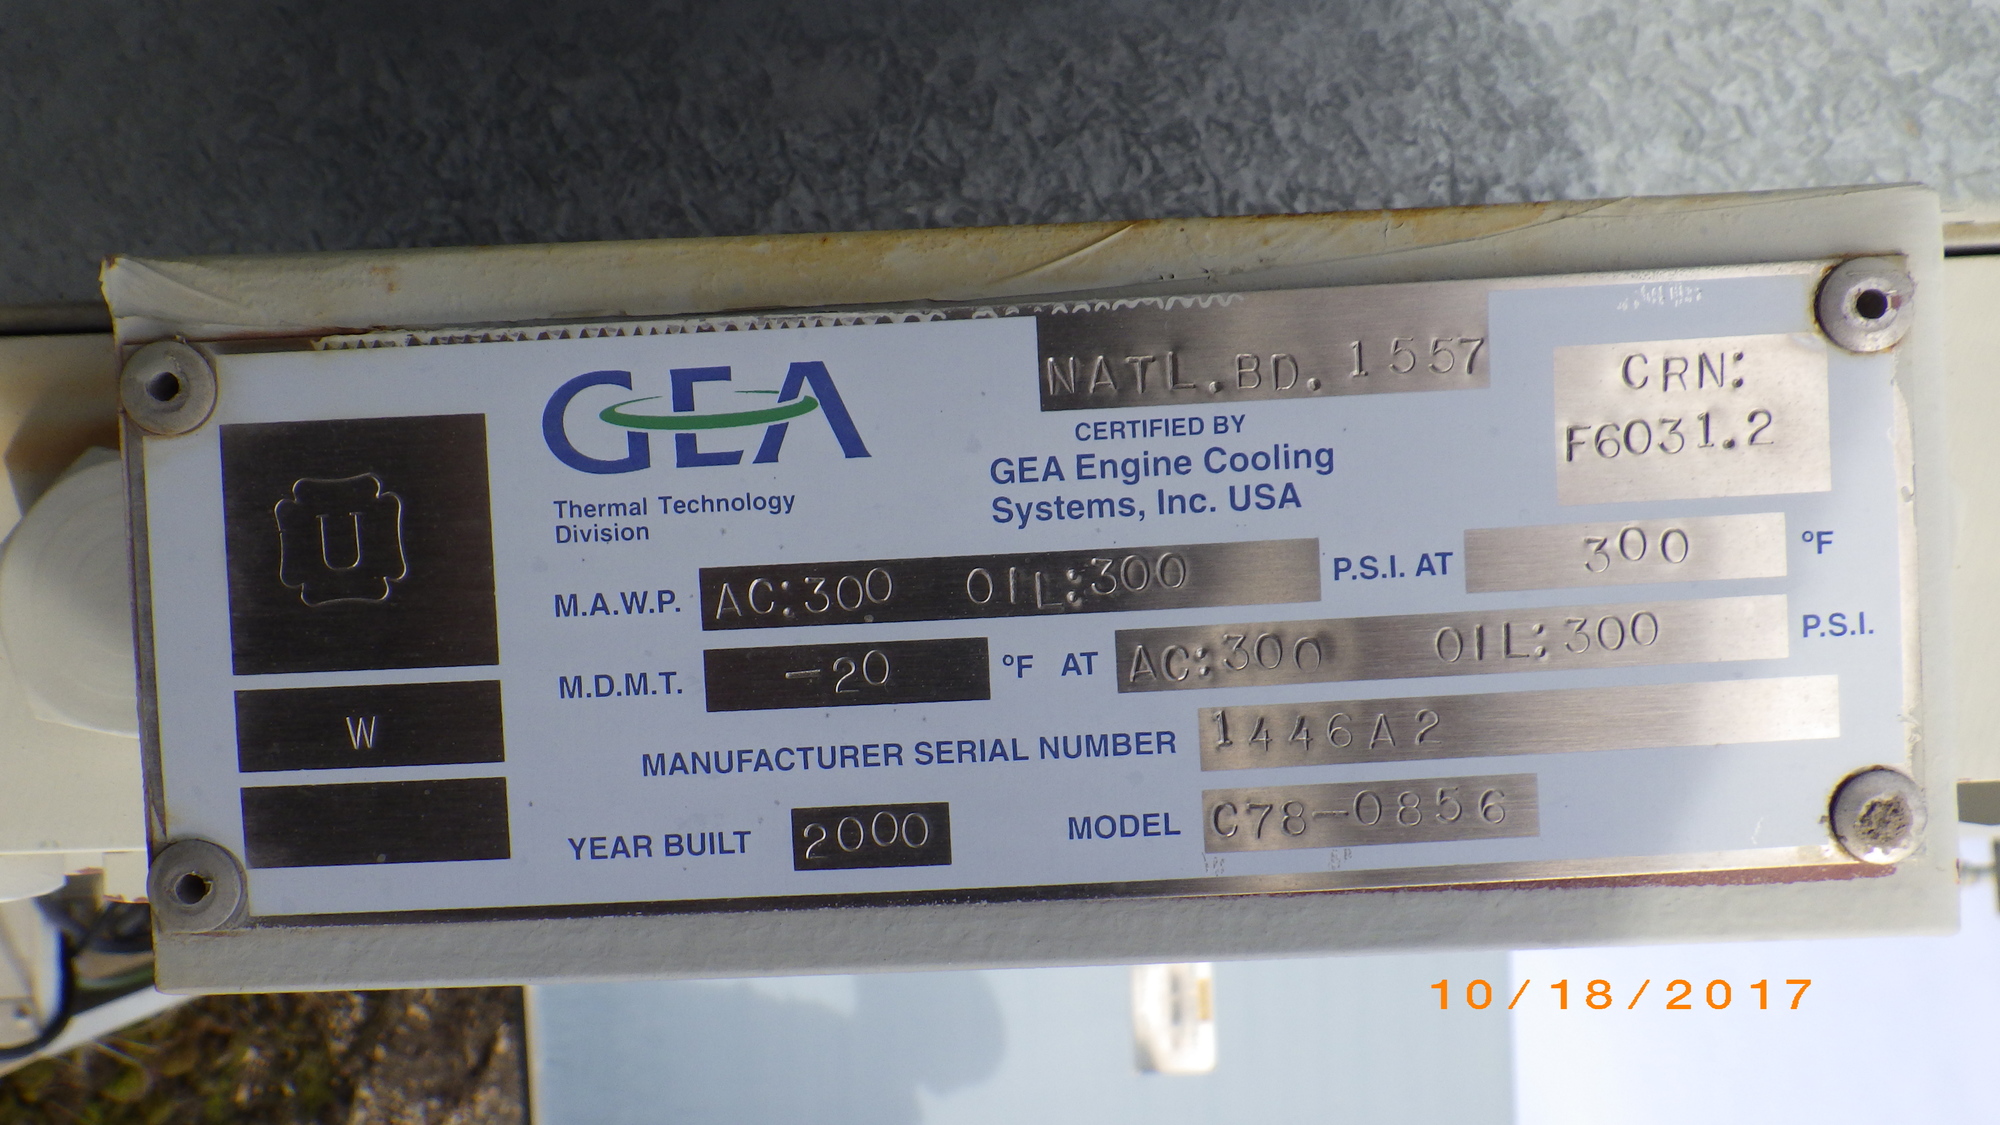 GEA
Thermal Technology
Division
NATL.BD. 1557
CERTIFIED BY
GEA Engine Cooling
Systems, Inc. USA
CRN:
F6031.2
U
W
M.A.W.P. AC:300 OIL:300 P.S.I. AT 300 °F
M.D.M.T. -20 °F AT AC:300 OIL:300 P.S.I.
MANUFACTURER SERIAL NUMBER 1446A2
YEAR BUILT 2000 MODEL C78-0856
10/18/2017